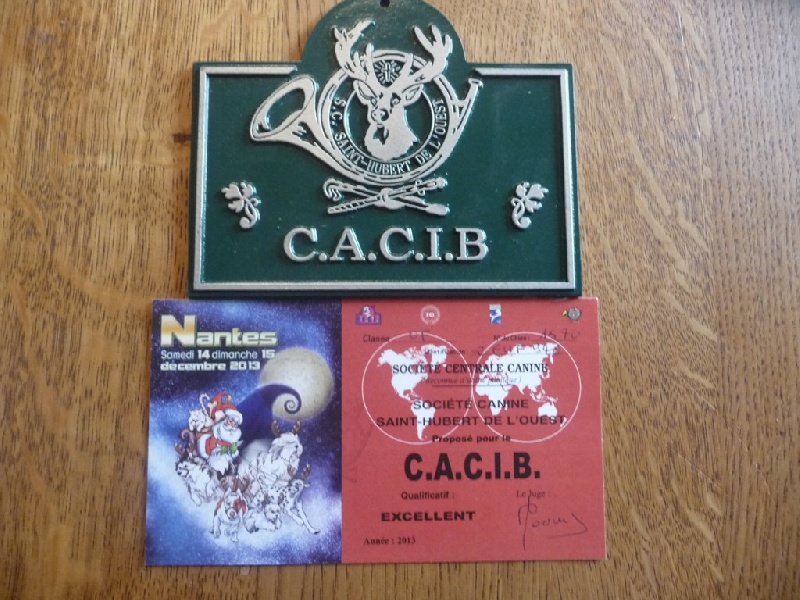 S.C. SAINT-HUBERT DE L'OUEST
C.A.C.I.B
Nantes
Samedi 14 dimanche 15
décembre 2013
Classe
SOCIÉTÉ CENTRALE CANINE
SOCIÉTÉ CANINE
SAINT-HUBERT DE L'OUEST
Proposé pour le
C.A.C.I.B.
Qualificatif :
Le Juge :
EXCELLENT
Année : 2013